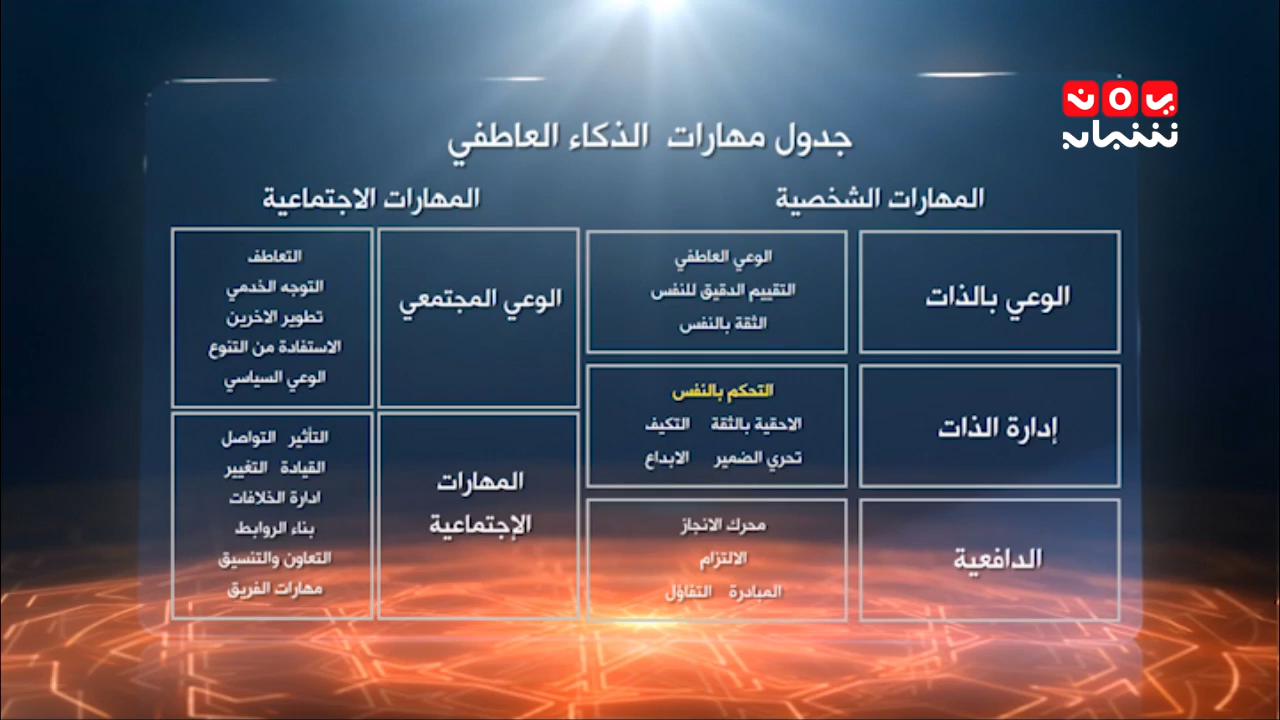 يمن
شباب
جدول مهارات الذكاء العاطفي
المهارات الشخصية
الوعي بالذات
الوعي العاطفي
التقييم الدقيق للنفس
الثقة بالنفس
إدارة الذات
التحكم بالنفس
الاحقية بالثقة التكيف
تحري الضمير الابداع
الدافعية
محرك الانجاز
الالتزام
المبادرة التفاؤل
المهارات الاجتماعية
الوعي المجتمعي
التعاطف
التوجه الخدمي
تطوير الاخرين
الاستفادة من التنوع
الوعي السياسي
المهارات
الإجتماعية
التأثير التواصل
القيادة التغيير
ادارة الخلافات
بناء الروابط
التعاون والتنسيق
مهارات الفريق